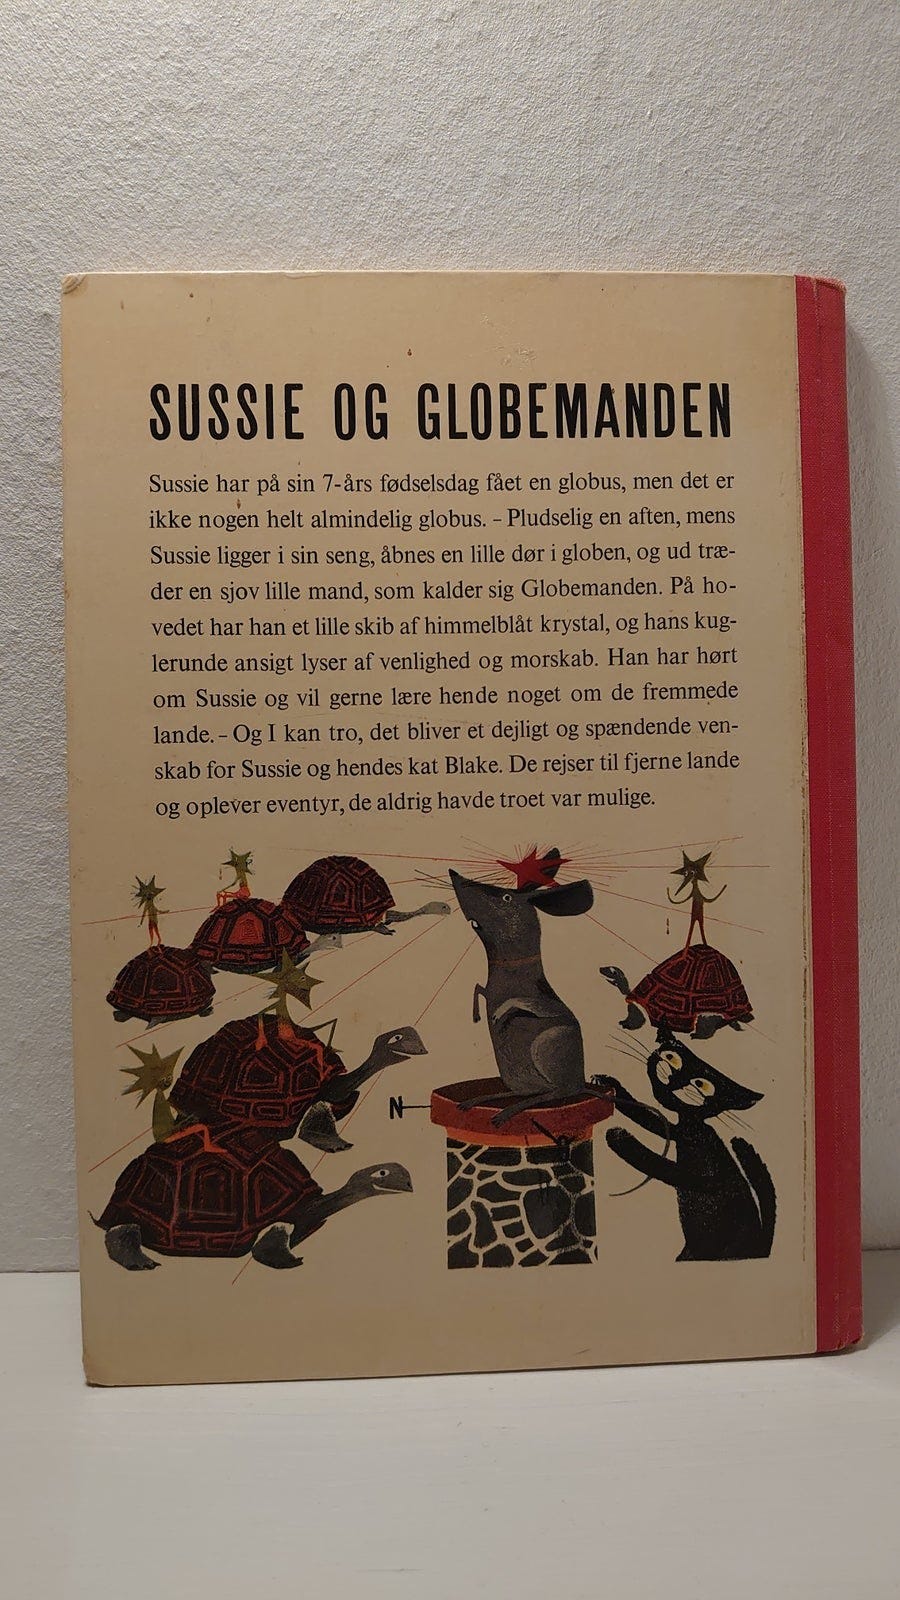 SUSSIE OG GLOBEMANDEN
Sussie har på sin 7-års fødselsdag fået en globus, men det er
ikke nogen helt almindelig globus. – Pludselig en aften, mens
Sussie ligger i sin seng, åbnes en lille dør i globen, og ud træ-
der en sjov lille mand, som kalder sig Globemanden. På ho-
vedet har han et lille skib af himmelblåt krystal, og hans kug-
lerunde ansigt lyser af venlighed og morskab. Han har hørt
om Sussie og vil gerne lære hende noget om de fremmede
lande. – Og I kan tro, det bliver et dejligt og spændende ven-
skab for Sussie og hendes kat Blake. De rejser til fjerne lande
og oplever eventyr, de aldrig havde troet var mulige.
N